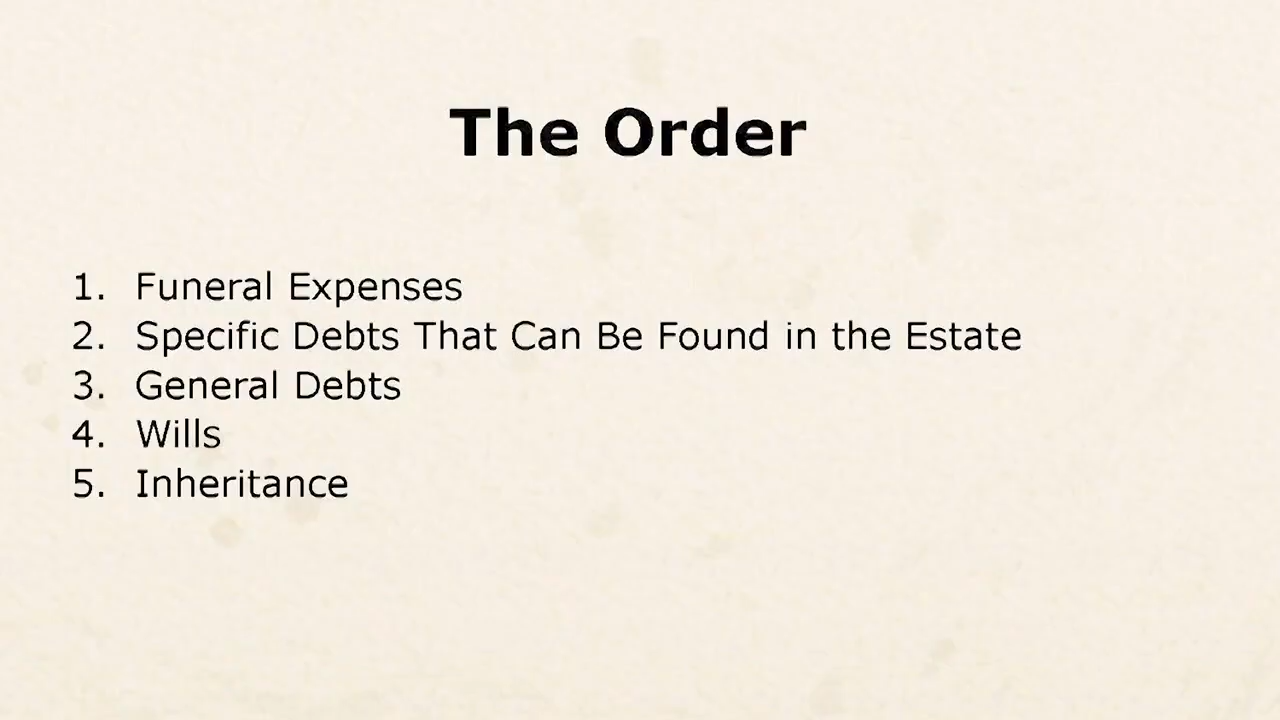 The Order
1. Funeral Expenses
2. Specific Debts That Can Be Found in the Estate
3. General Debts
4. Wills
5. Inheritance